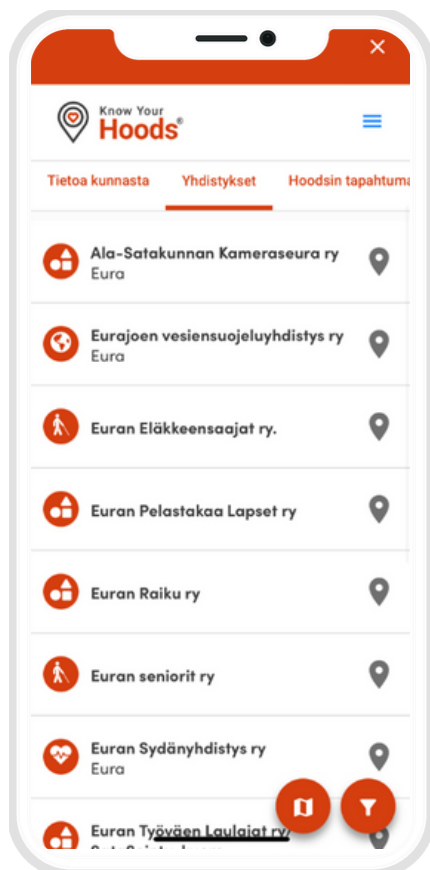 Know Your
Hoods®
Tietoa kunnasta Yhdistykset Hoodsin tapahtuma
Ala-Satakunnan Kameraseura ry
Eura
Eurajoen vesiensuojeluyhdistys ry
Eura
Euran Eläkkeensaajat ry.
Euran Pelastakaa Lapset ry
Euran Raiku ry
Euran seniorit ry
Euran Sydänyhdistys ry
Eura
Euran Työväen Laulajat ry/